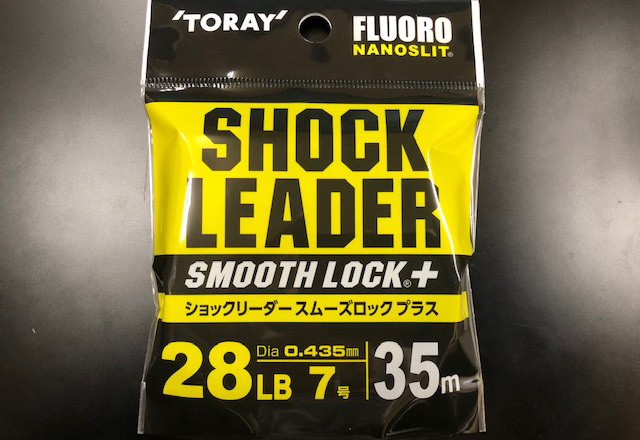 'TORAY'
FLUORO
NANOSLIT®
SHOCK
LEADER
SMOOTH LOCK®+
ショックリーダー スムーズロック プラス
Dia 0.435mm
28LB 7号 35m